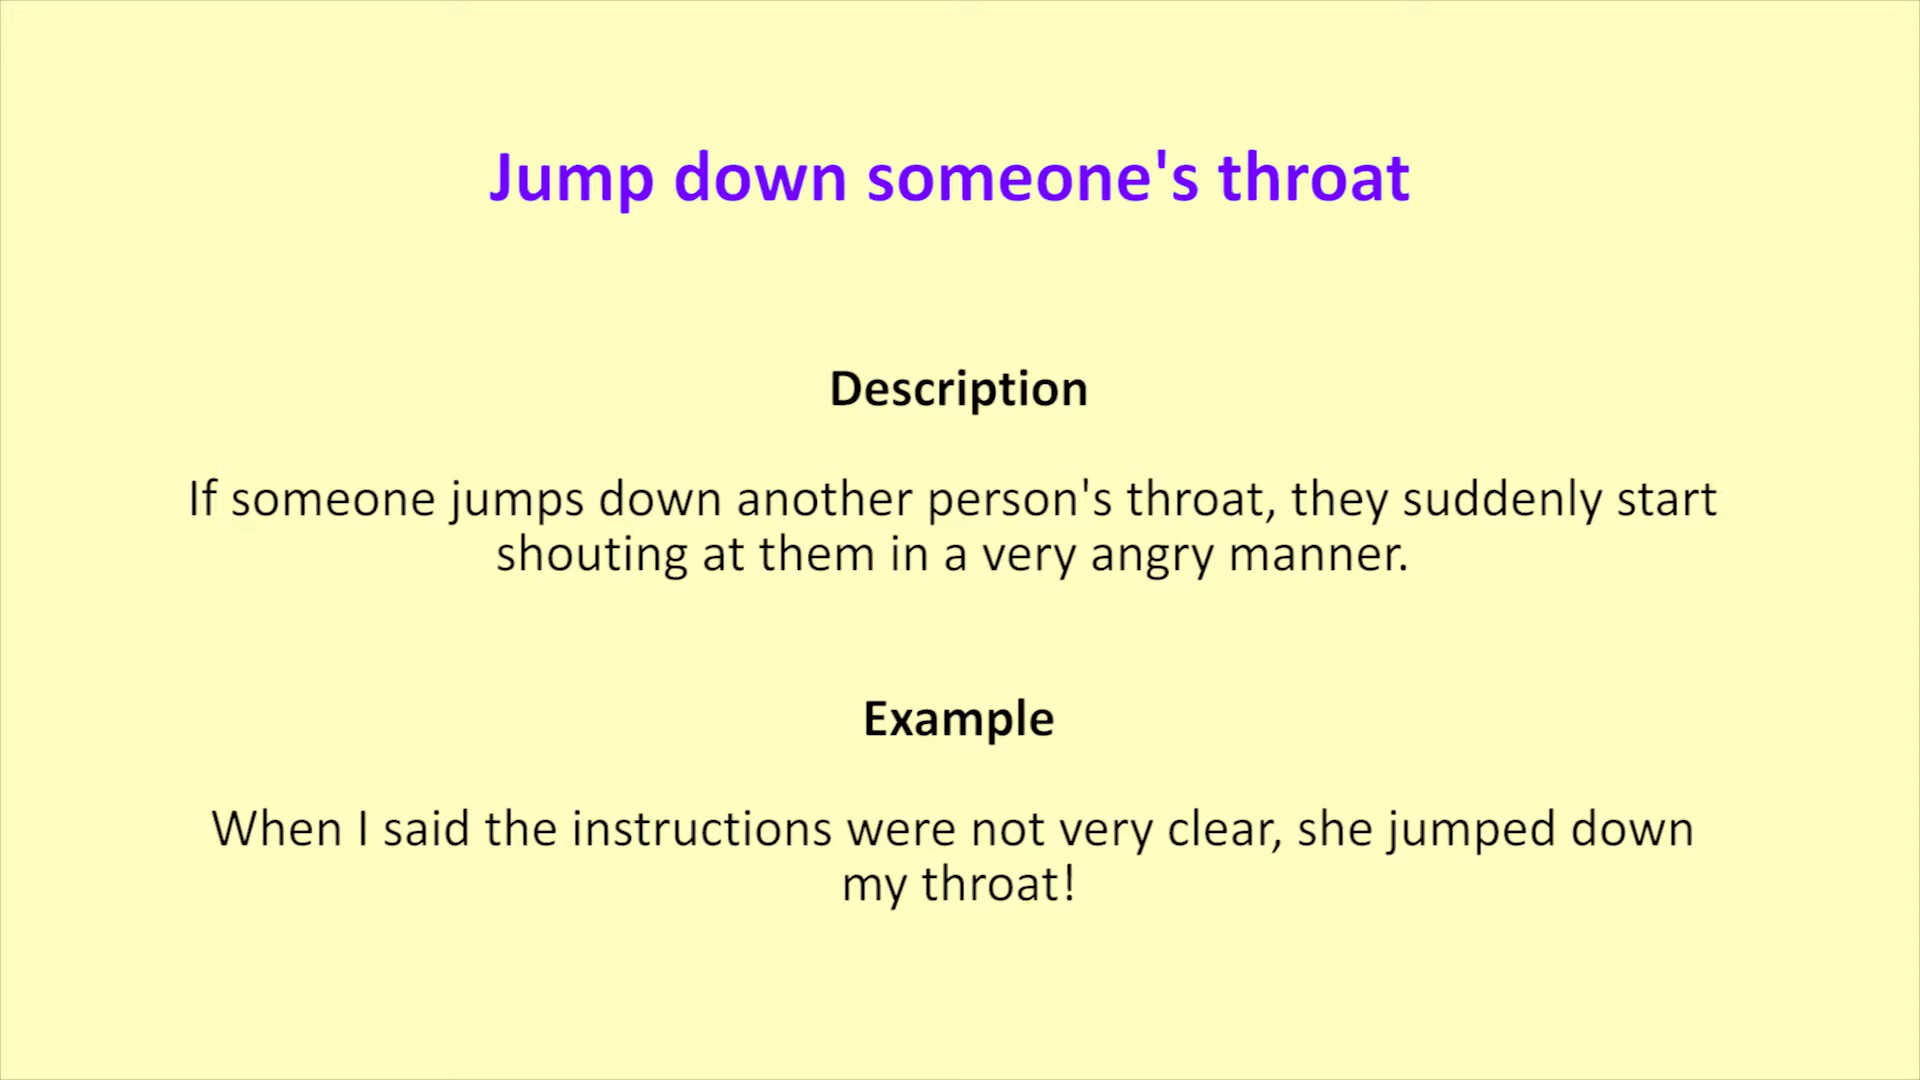 Jump down someone's throat
Description
If someone jumps down another person's throat, they suddenly start
shouting at them in a very angry manner.
Example
When I said the instructions were not very clear, she jumped down
my throat!